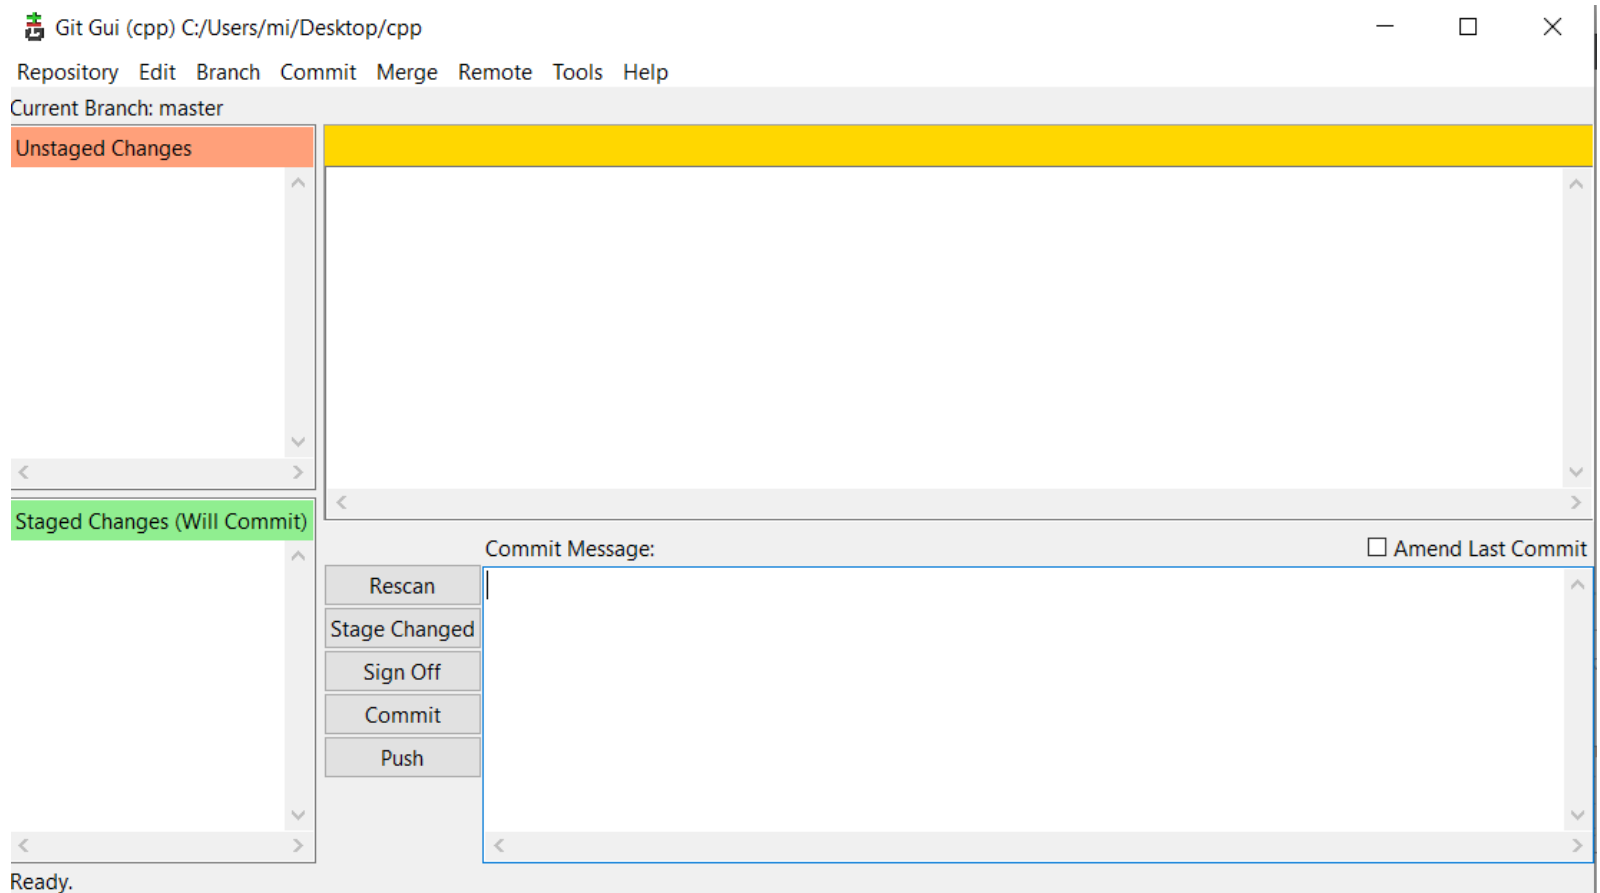 Git Gui (cpp) C:/Users/mi/Desktop/cpp
Repository Edit Branch Commit Merge Remote Tools Help
Current Branch: master
Unstaged Changes
Staged Changes (Will Commit)
Commit Message:
Amend Last Commit
Rescan
Stage Changed
Sign Off
Commit
Push
Ready.